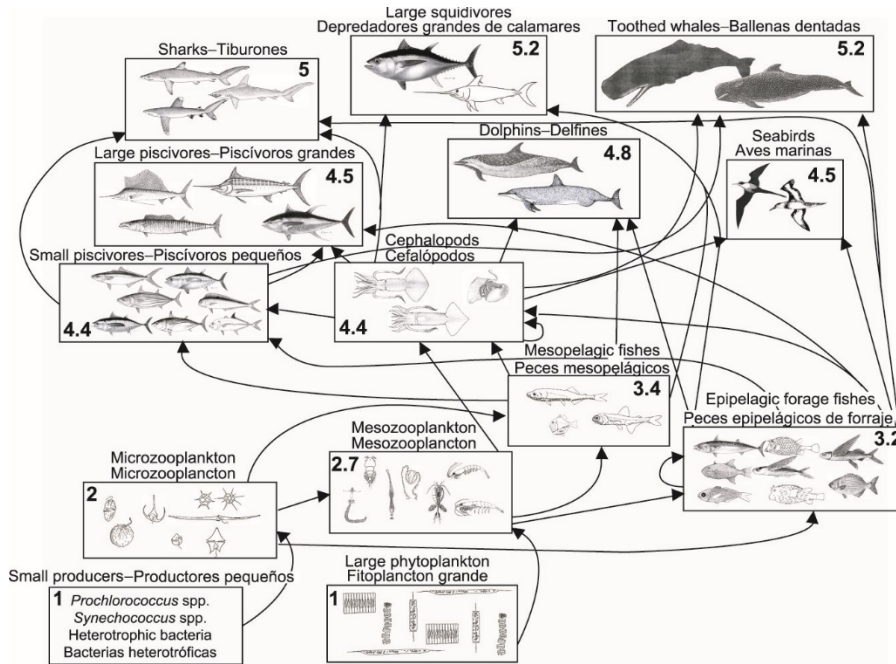 Large squidivores
Depredadores grandes de calamares
5.2
Toothed whales–Ballenas dentadas
5.2
Sharks–Tiburones
5
Dolphins–Delfines
4.8
Seabirds
Aves marinas
4.5
Large piscivores–Piscívoros grandes
4.5
Small piscivores–Piscívoros pequeños
4.4
Cephalopods
Cefalópodos
4.4
Mesopelagic fishes
Peces mesopelágicos
3.4
Epipelagic forage fishes
Peces epipelágicos de forraje
3.2
Mesozooplankton
Mesozooplancton
2.7
Microzooplankton
Microzooplancton
2
Small producers–Productores pequeños
1
Prochlorococcus spp.
Synechococcus spp.
Heterotrophic bacteria
Bacterias heterotróficas
Large phytoplankton
Fitoplancton grande
1